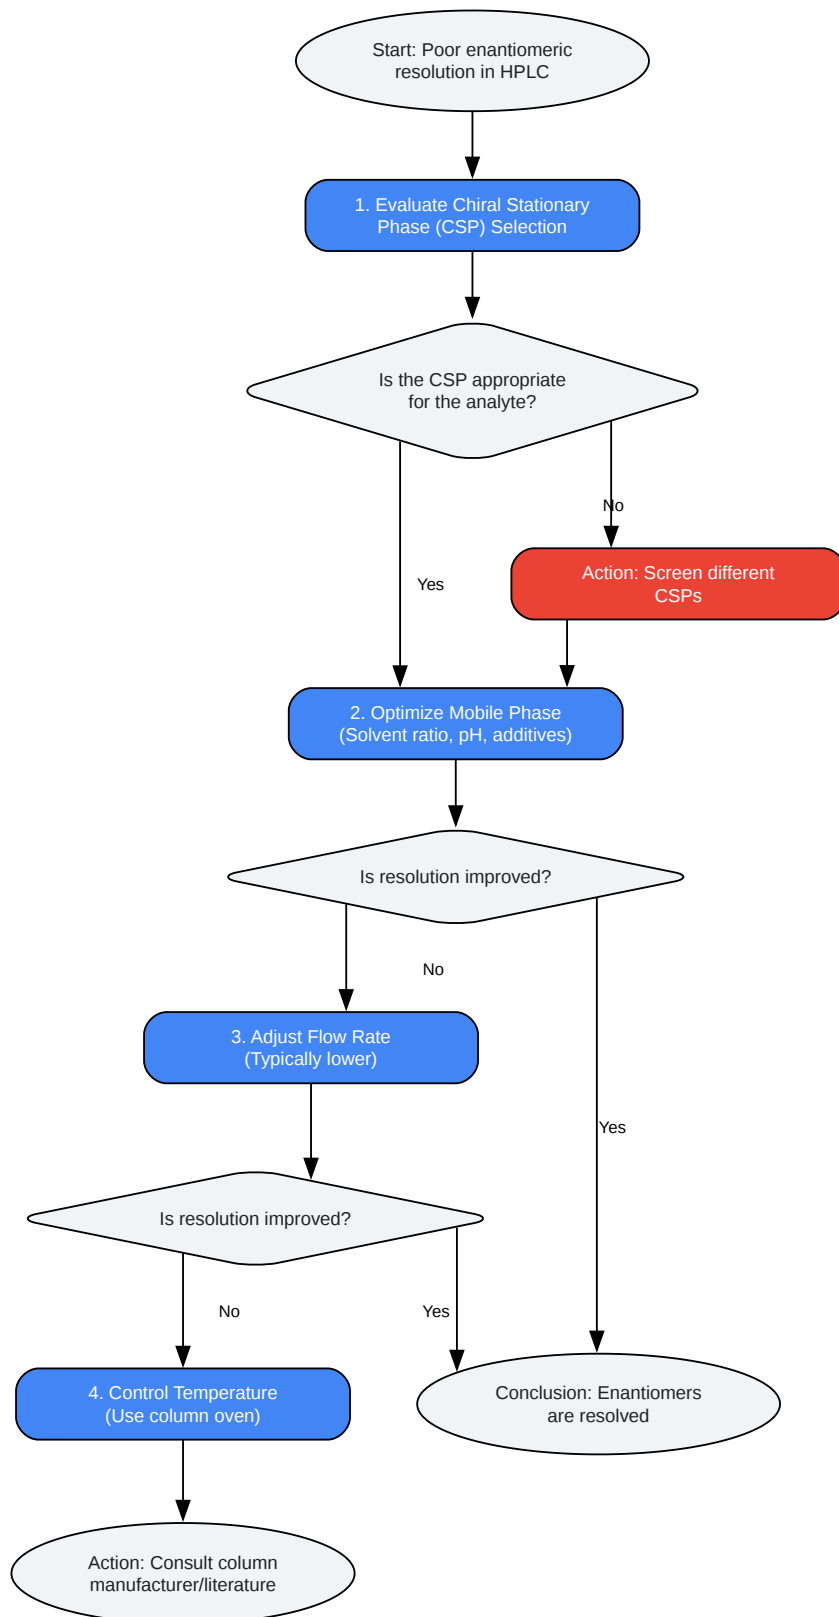 Start: Poor enantiomeric
resolution in HPLC
1. Evaluate Chiral Stationary
Phase (CSP) Selection
Is the CSP appropriate
for the analyte?
No
Action: Screen different
CSPs
Yes
2. Optimize Mobile Phase
(Solvent ratio, pH, additives)
Is resolution improved?
No
3. Adjust Flow Rate
(Typically lower)
Yes
Is resolution improved?
No
Yes
4. Control Temperature
(Use column oven)
Conclusion: Enantiomers
are resolved
Action: Consult column
manufacturer/literature